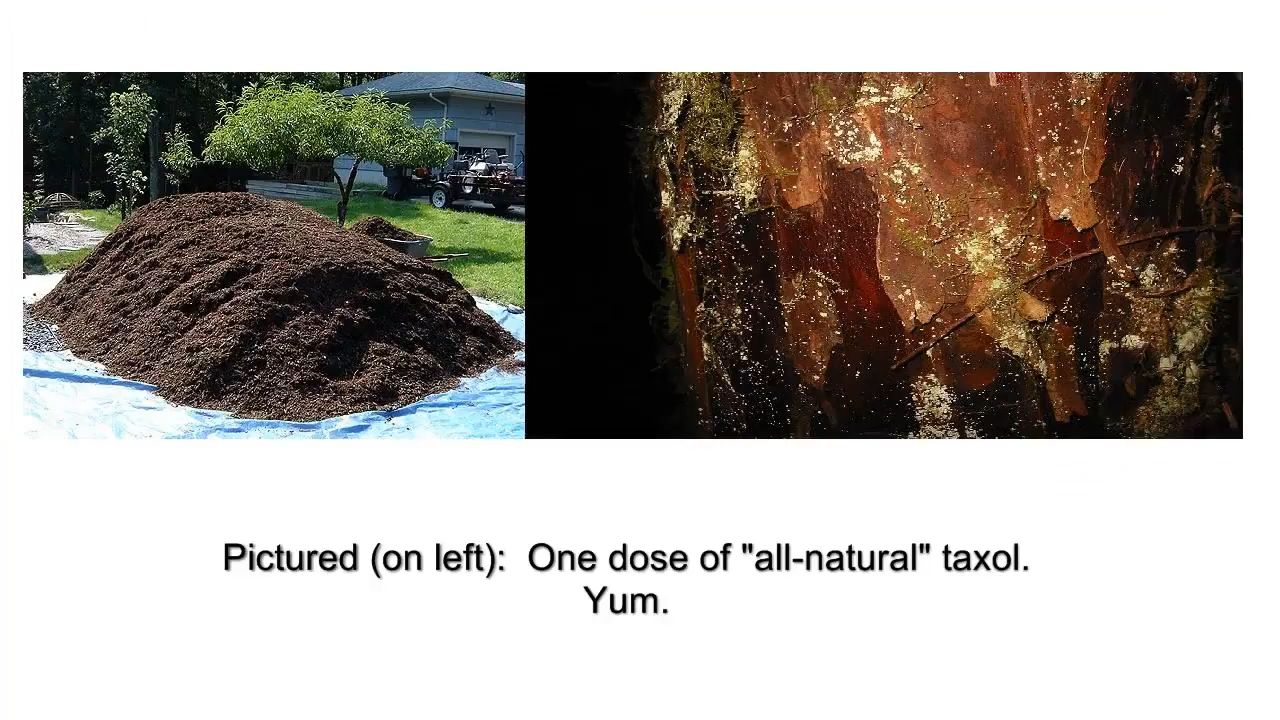 Pictured (on left):  One dose of "all-natural" taxol.
Yum.